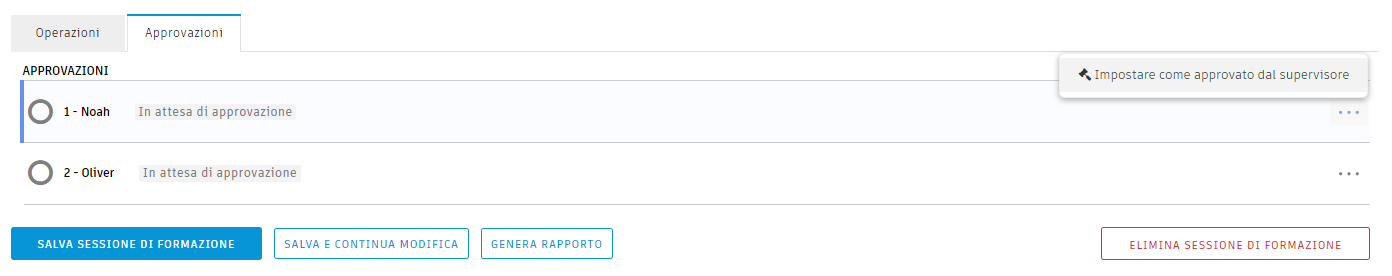 Operazioni
Approvazioni
APPROVAZIONI
Impostare come approvato dal supervisore
1 - Noah In attesa di approvazione
2 - Oliver In attesa di approvazione
SALVA SESSIONE DI FORMAZIONE
SALVA E CONTINUA MODIFICA
GENERA RAPPORTO
ELIMINA SESSIONE DI FORMAZIONE